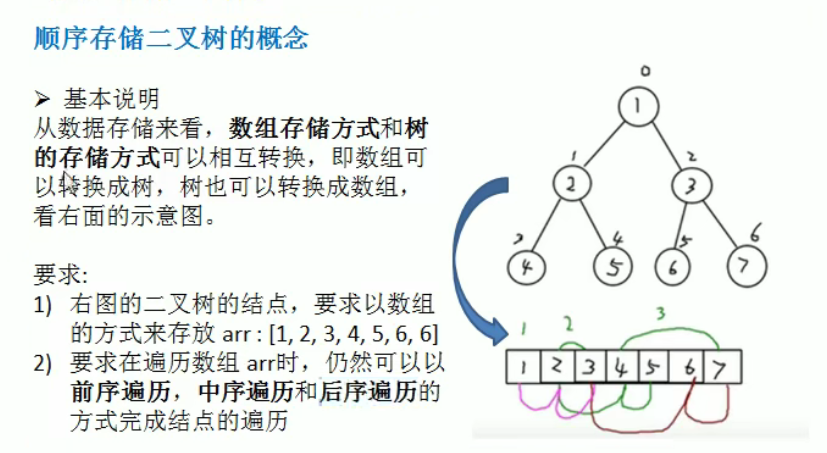 顺序存储二叉树的概念
➢ 基本说明
从数据存储来看，数组存储方式和树
的存储方式可以相互转换，即数组可
以转换成树，树也可以转换成数组，
看右面的示意图。
要求:
1) 右图的二叉树的结点，要求以数组
的方式来存放 arr : [1, 2, 3, 4, 5, 6, 6]
2) 要求在遍历数组 arr时，仍然可以以
前序遍历，中序遍历和后序遍历的
方式完成结点的遍历
0
1
1 2
2 3
3 4 5 6
4 5 6 7
1 2 3
1 2 3 4 5 6 7